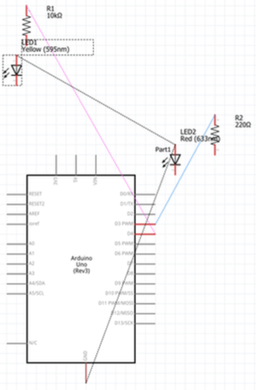 R1
10kΩ
LED1
Yellow (595nm)
R2
220Ω
LED2
Red (633nm)
Part1
RESET
RESET2
AREF
ioref
A0
A1
A2
A3
A4/SDA
A5/SCL
N/C
D0/RX
D1/TX
D2
D3 PWM
D4
D5 PWM
D6 PWM
D7
D8
D9 PWM
D10 PWM/SS
D11 PWM/MOSI
D12/MISO
D13/SCK
Arduino
Uno
(Rev3)
GND